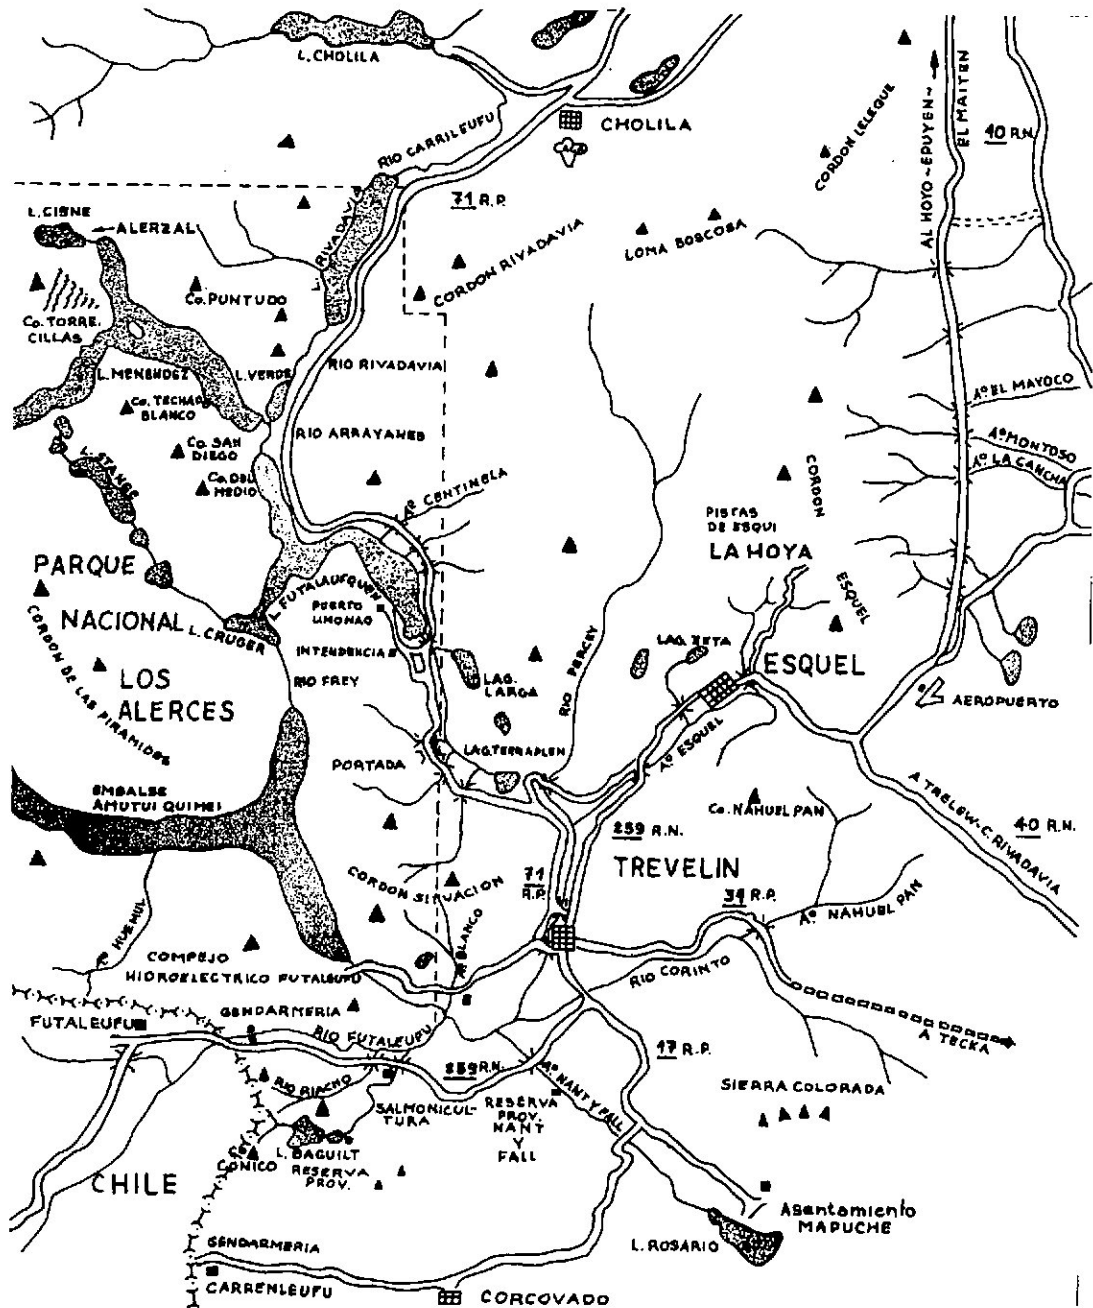 L. CHOLILA
CHOLILA
RIO CARRILEUFU
CORDON LELEQUE
AL HOYO - EPUYEN -
EL MAITEN
40 R.N.
71 R.P.
L. CISNE
ALERZAL
L. RIVADAVIA
CORDON RIVADAVIA
LOMA BOSCOSA
Co. PUNTUDO
Co. TORRE-
CILLAS
L. MENENDEZ
L. VERDE
RIO RIVADAVIA
Aº EL MAYOCO
BLANCO
RIO ARRAYANES
Aº MONTOSO
Co. SAN
DIEGO
Aº LA CANCHA
L. STANGE
Co. DEL
MEDIO
CENTINELA
CORDON
ESQUEL
PISTAS
DE ESQUI
LA HOYA
PARQUE
NACIONAL
LOS
ALERCES
L. FUTALAUFQUEN
PUERTO
LIMONAO
L. CRUGER
INTENDENCIA
CORDON DE LAS PIRAMIDES
RIO FREY
LAG.
LARGA
RIO PERCEY
LAG. ZETA
ESQUEL
AEROPUERTO
LAG. TERRAPLEN
Aº ESQUEL
PORTADA
EMBALSE
AMUTUI QUIMEI
Co. NAHUEL PAN
A TRELEW - C. RIVADAVIA
40 R.N.
259 R.N.
TREVELIN
71
R.P.
CORDON SITUACION
34 R.P.
Aº NAHUEL PAN
HUEMUL
Aº BLANCO
COMPEJO
HIDROELECTRICO FUTALEUFU
RIO CORINTO
GENDARMERIA
FUTALEUFU
RIO FUTALEUFU
A TECKA
17 R.P.
259 R.N.
RIO RIACHO
SALMONICUL-
TURA
Aº NANT Y FALL
RESERVA
PROV.
NANT
Y
FALL
SIERRA COLORADA
L. BAGUILT
RESERVA
PROV.
Co
CONICO
CHILE
Asentamiento
MAPUCHE
L. ROSARIO
GENDARMERIA
CARRENLEUFU
CORCOVADO